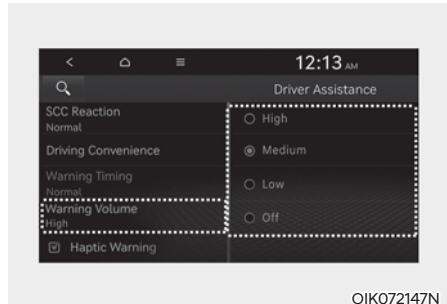 12:13 AM
Driver Assistance
SCC Reaction
Normal
Driving Convenience
Warning Timing
Normal
Warning Volume
High
Haptic Warning
High
Medium
Low
Off
OIK072147N